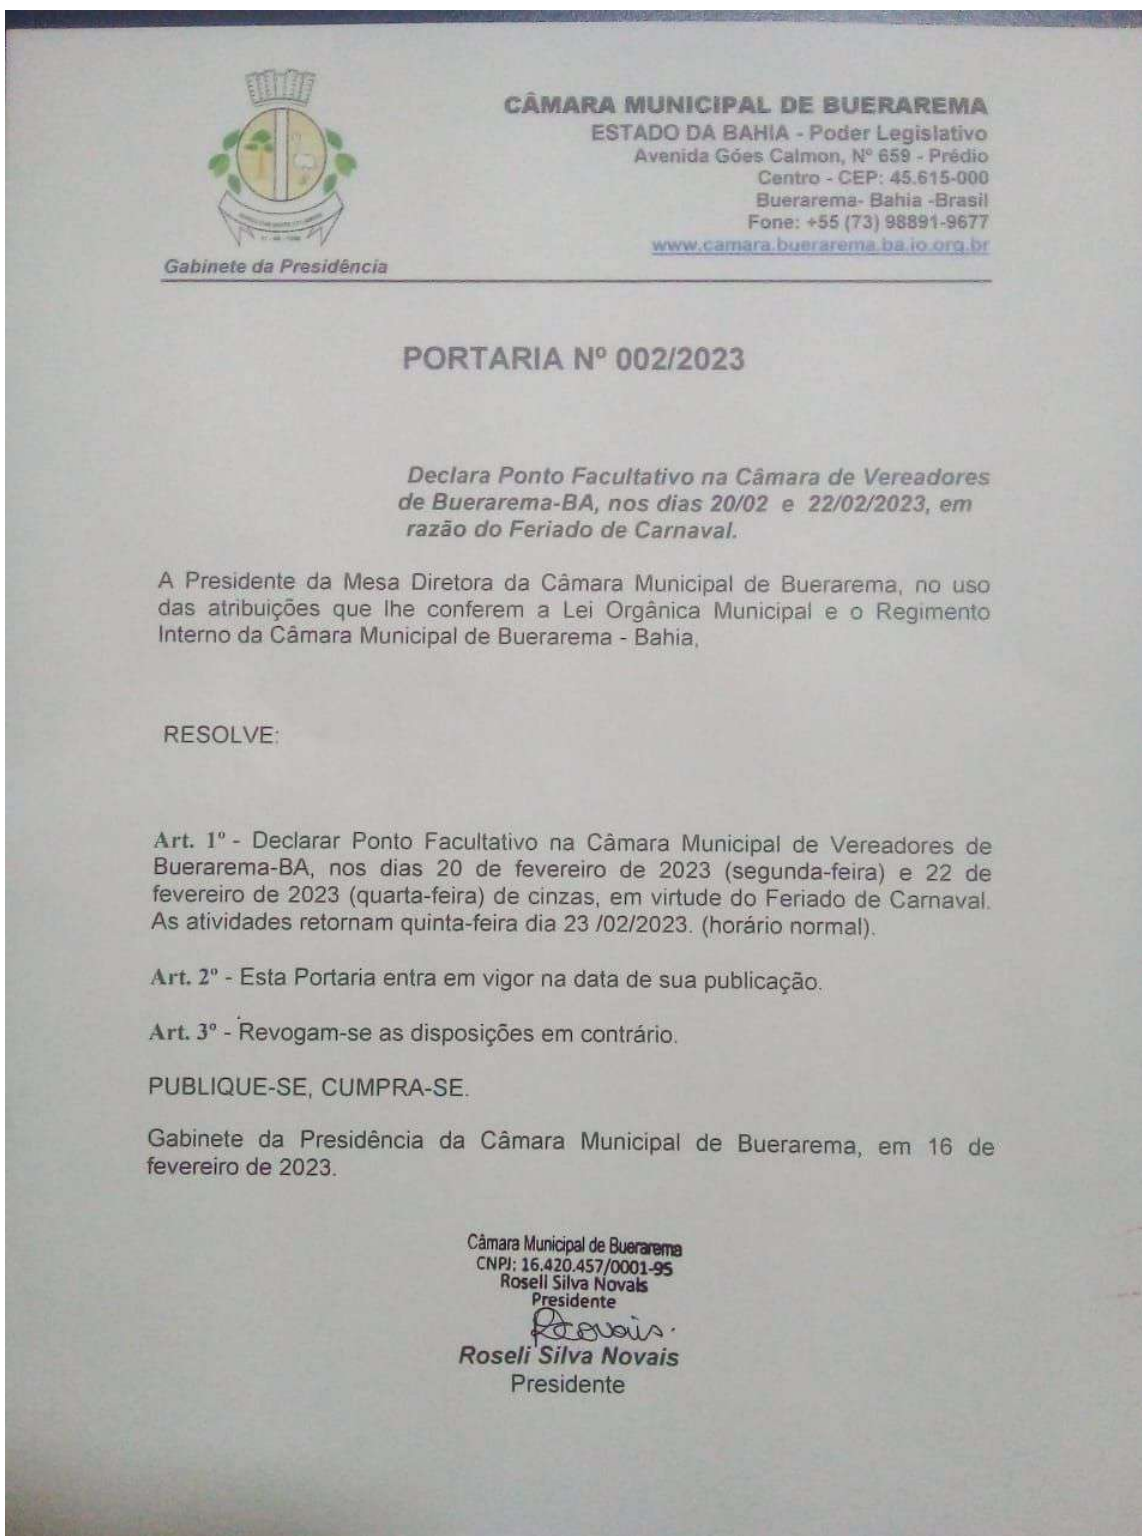 CÂMARA MUNICIPAL DE BUERAREMA
ESTADO DA BAHIA - Poder Legislativo
Avenida Góes Calmon, Nº 659 - Prédio
Centro - CEP: 45.615-000
Buerarema- Bahia -Brasil
Fone: +55 (73) 98891-9677
www.camara.buerarema.ba.io.org.br
Gabinete da Presidência
PORTARIA Nº 002/2023
Declara Ponto Facultativo na Câmara de Vereadores
de Buerarema-BA, nos dias 20/02 e 22/02/2023, em
razão do Feriado de Carnaval.
A Presidente da Mesa Diretora da Câmara Municipal de Buerarema, no uso
das atribuições que lhe conferem a Lei Orgânica Municipal e o Regimento
Interno da Câmara Municipal de Buerarema - Bahia,
RESOLVE:
Art. 1º - Declarar Ponto Facultativo na Câmara Municipal de Vereadores de
Buerarema-BA, nos dias 20 de fevereiro de 2023 (segunda-feira) e 22 de
fevereiro de 2023 (quarta-feira) de cinzas, em virtude do Feriado de Carnaval.
As atividades retornam quinta-feira dia 23 /02/2023. (horário normal).
Art. 2º - Esta Portaria entra em vigor na data de sua publicação.
Art. 3º - Revogam-se as disposições em contrário.
PUBLIQUE-SE, CUMPRA-SE.
Gabinete da Presidência da Câmara Municipal de Buerarema, em 16 de
fevereiro de 2023.
Câmara Municipal de Buerarema
CNPJ: 16.420.457/0001-95
Roseli Silva Novais
Presidente
Roseli Silva Novais
Presidente